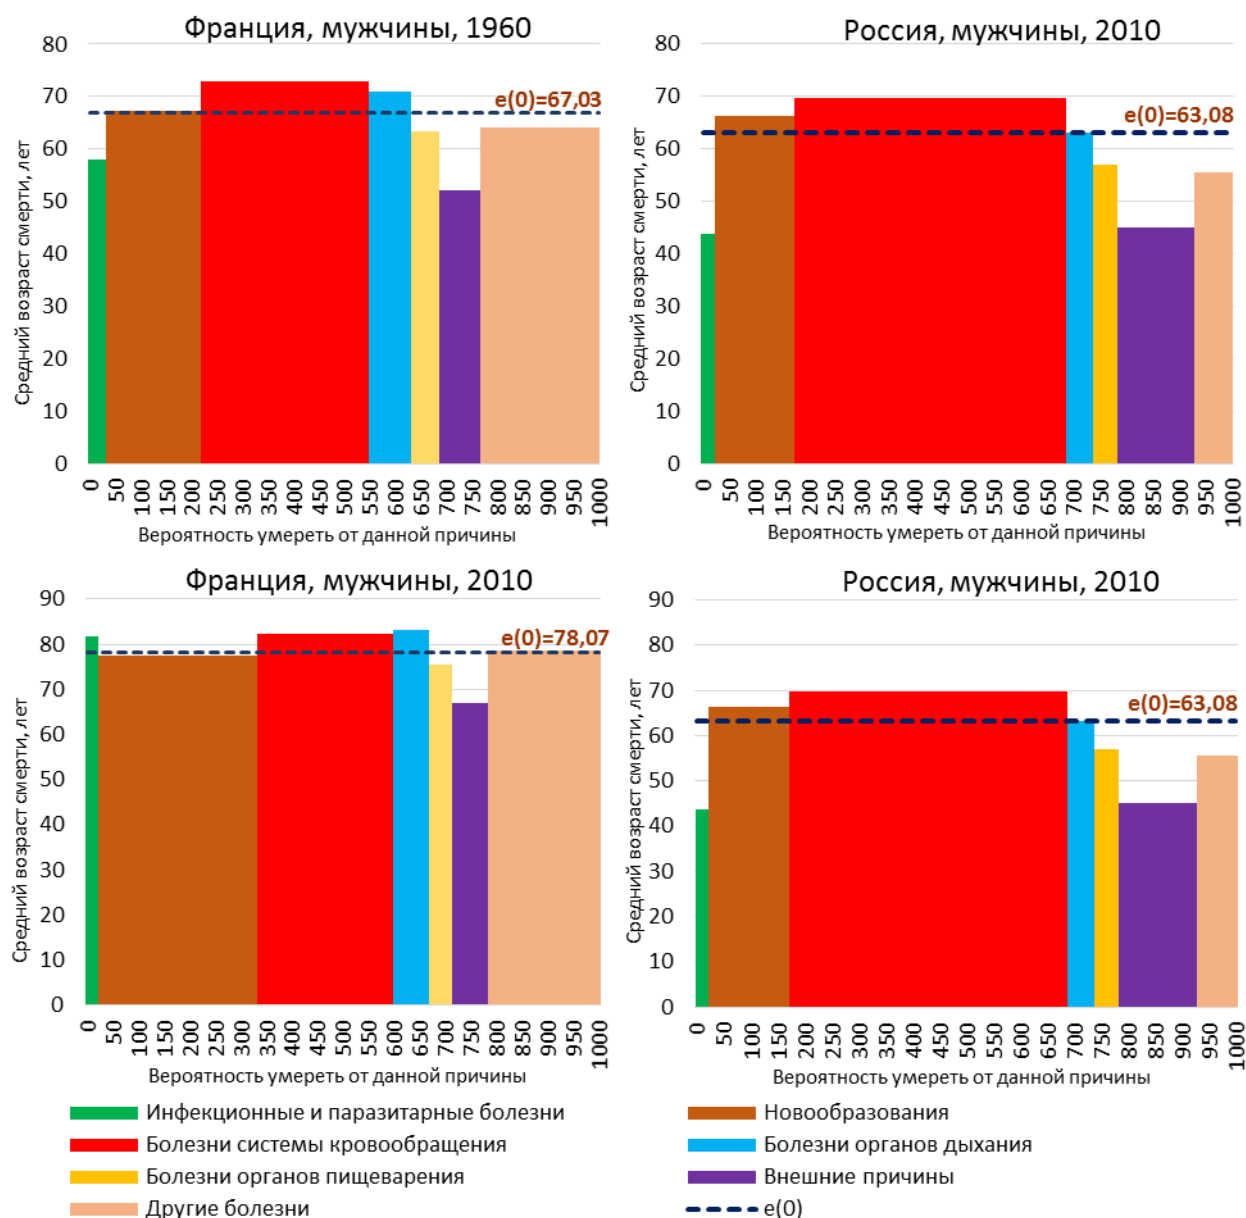 Франция, мужчины, 1960
Средний возраст смерти, лет
80
70
60
50
40
30
20
10
0
e(0)=67,03
0 50 100 150 200 250 300 350 400 450 500 550 600 650 700 750 800 850 900 950 1000
Вероятность умереть от данной причины
Россия, мужчины, 2010
Средний возраст смерти, лет
80
70
60
50
40
30
20
10
0
e(0)=63,08
0 50 100 150 200 250 300 350 400 450 500 550 600 650 700 750 800 850 900 950 1000
Вероятность умереть от данной причины
Франция, мужчины, 2010
Средний возраст смерти, лет
90
80
70
60
50
40
30
20
10
0
e(0)=78,07
0 50 100 150 200 250 300 350 400 450 500 550 600 650 700 750 800 850 900 950 1000
Вероятность умереть от данной причины
Россия, мужчины, 2010
Средний возраст смерти, лет
90
80
70
60
50
40
30
20
10
0
e(0)=63,08
0 50 100 150 200 250 300 350 400 450 500 550 600 650 700 750 800 850 900 950 1000
Вероятность умереть от данной причины
Инфекционные и паразитарные болезни
Новообразования
Болезни системы кровообращения
Болезни органов дыхания
Болезни органов пищеварения
Внешние причины
Другие болезни
e(0)